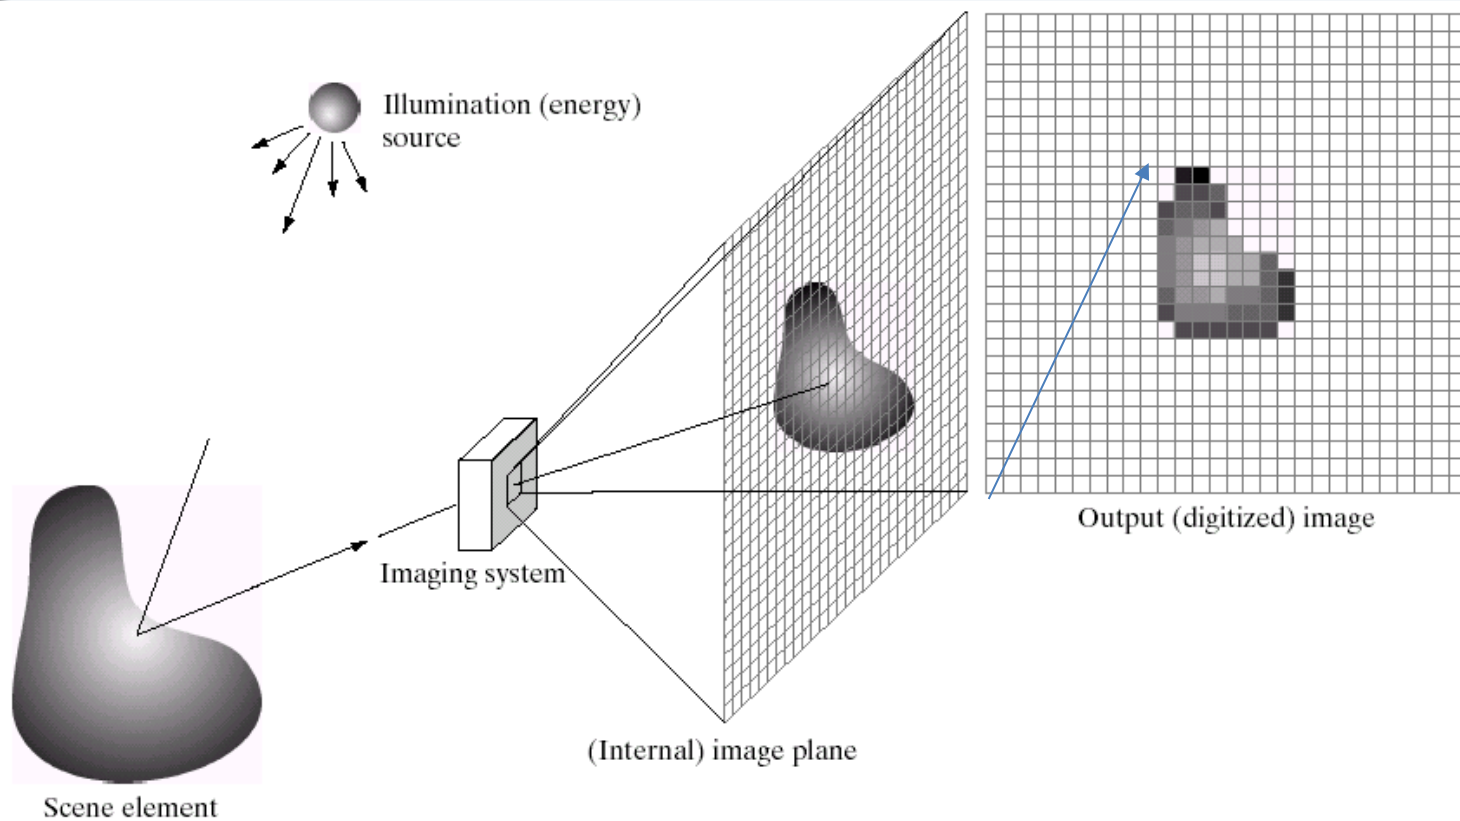 Illumination (energy)
source
Output (digitized) image
Imaging system
(Internal) image plane
Scene element